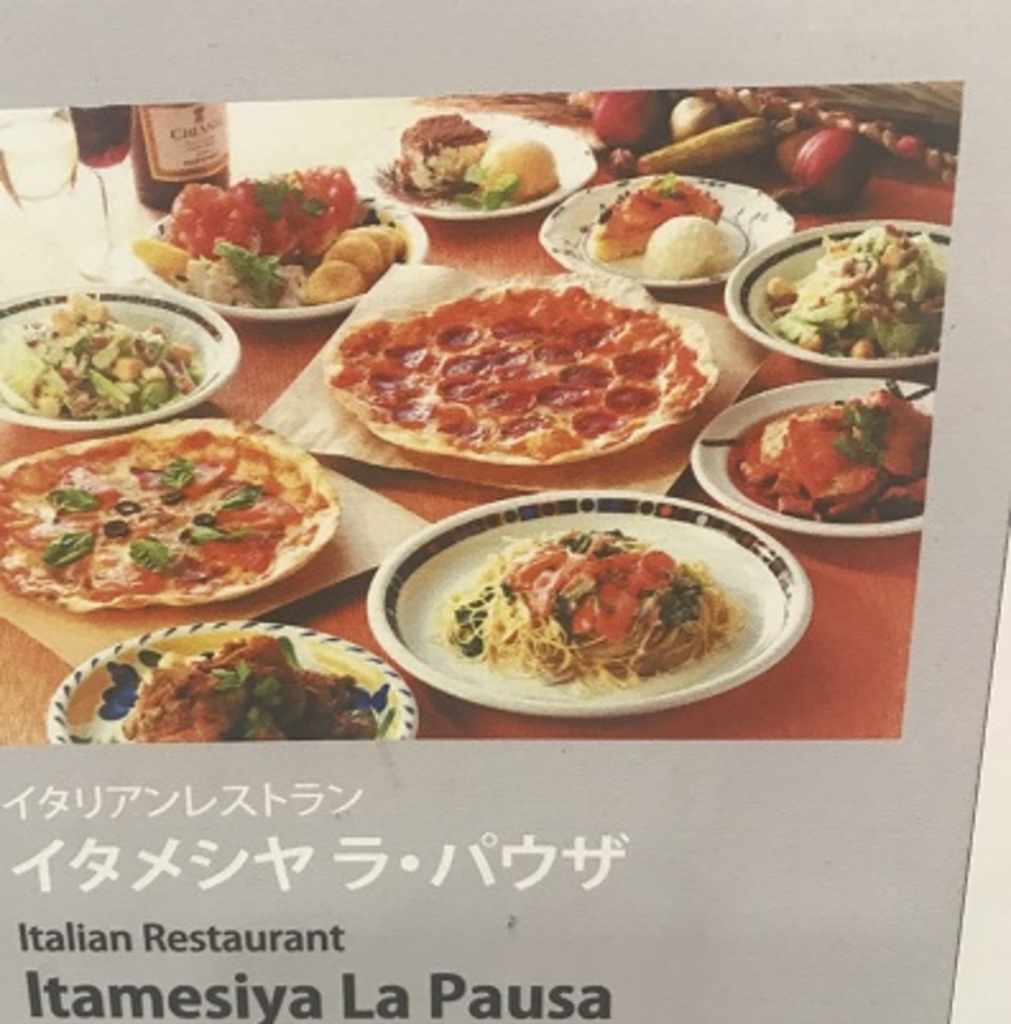 CHIANTI
イタリアンレストラン
イタメシヤ ラ・パウザ
Italian Restaurant
Itamesiya La Pausa